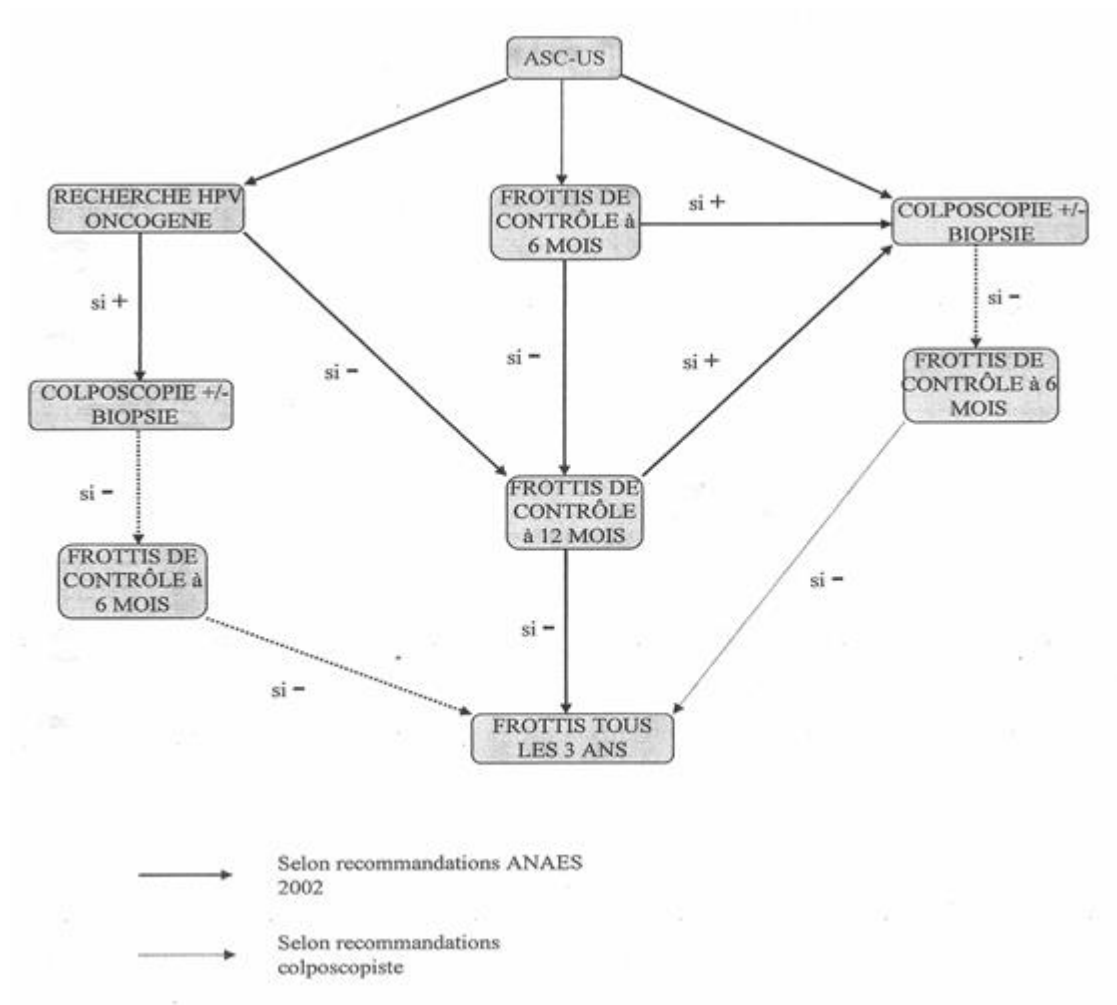 ASC-US
RECHERCHE HPV
ONCOGENE
FROTTIS DE
CONTRÔLE à
6 MOIS
si +
COLPOSCOPIE +/-
BIOPSIE
si +
si -
si -
si +
si -
FROTTIS DE
CONTRÔLE à 6
MOIS
COLPOSCOPIE +/-
BIOPSIE
si -
FROTTIS DE
CONTRÔLE
à 12 MOIS
FROTTIS DE
CONTRÔLE à
6 MOIS
si -
si -
si -
FROTTIS TOUS
LES 3 ANS
Selon recommandations ANAES
2002
Selon recommandations
colposcopiste